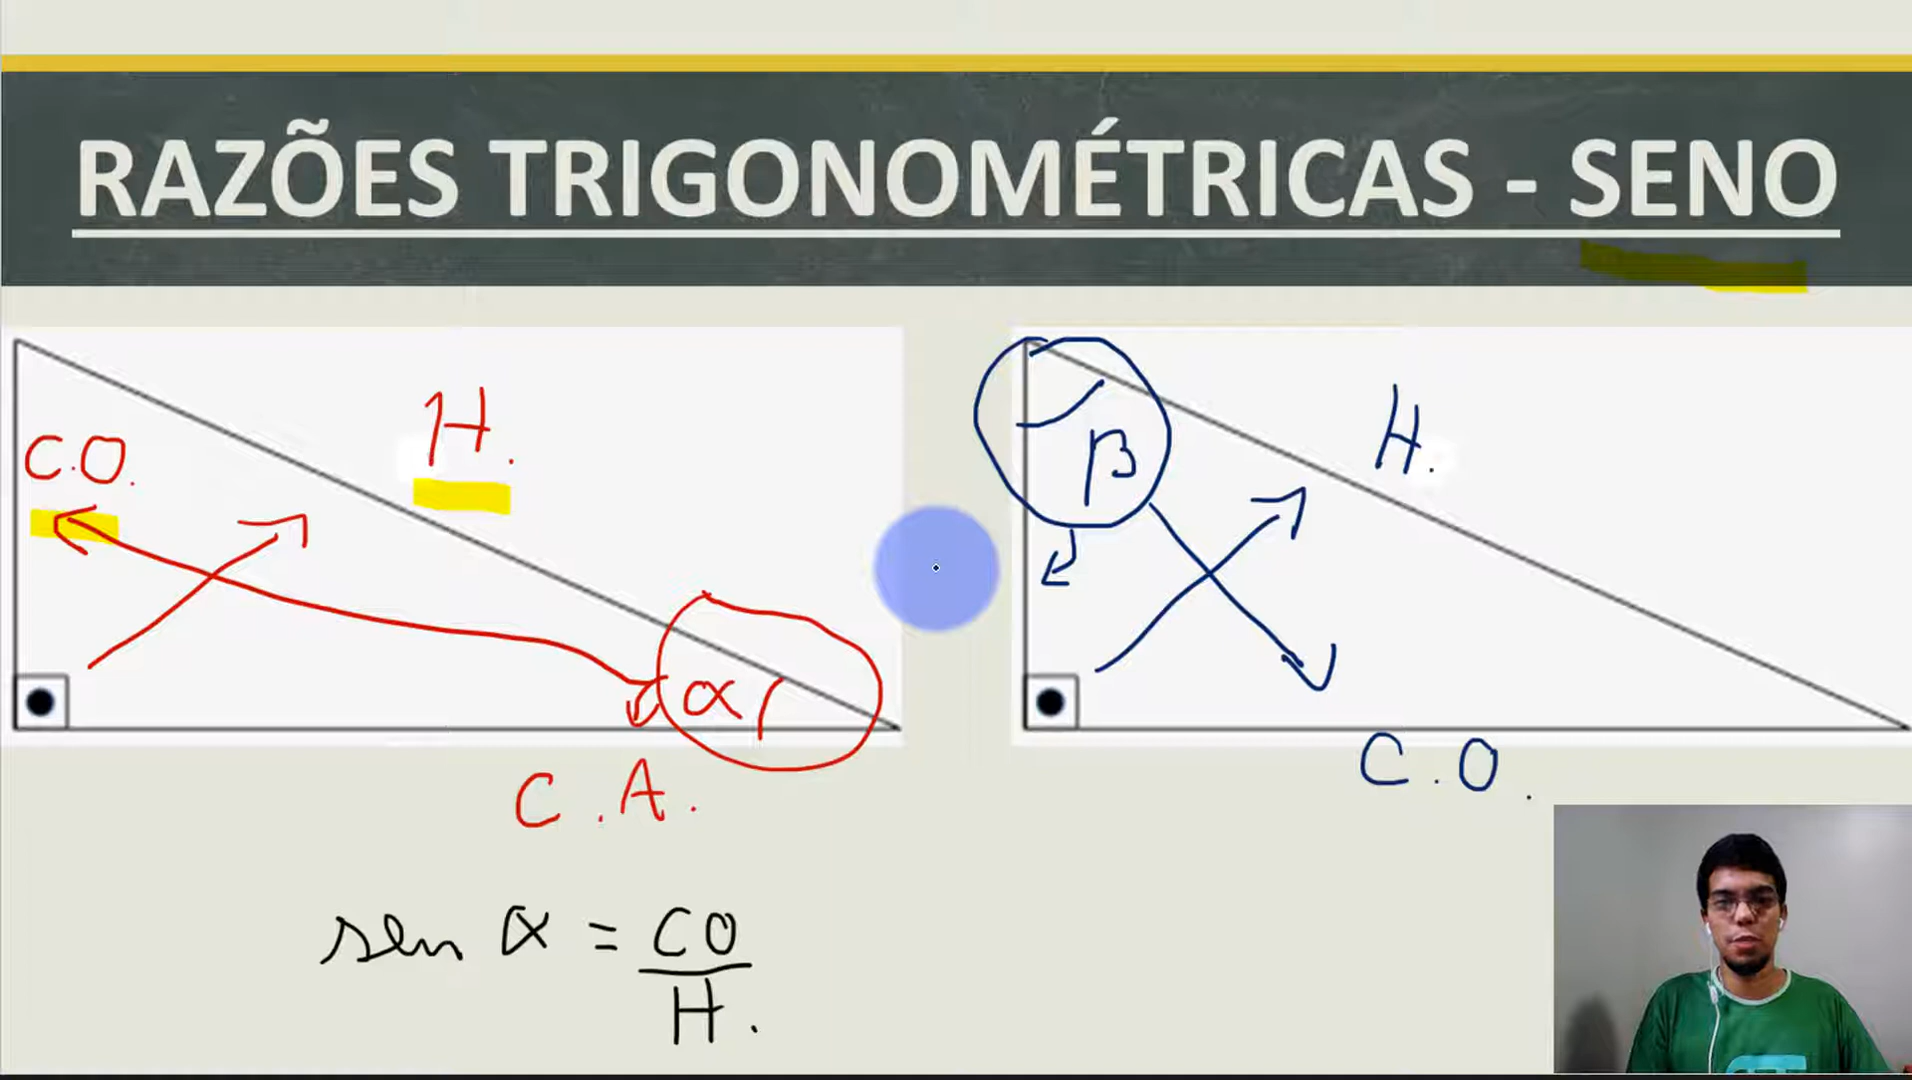 RAZÕES TRIGONOMÉTRICAS - SENO
C.O.
H.
α
C.A.
β
H.
C.O.
sen α = CO
H.